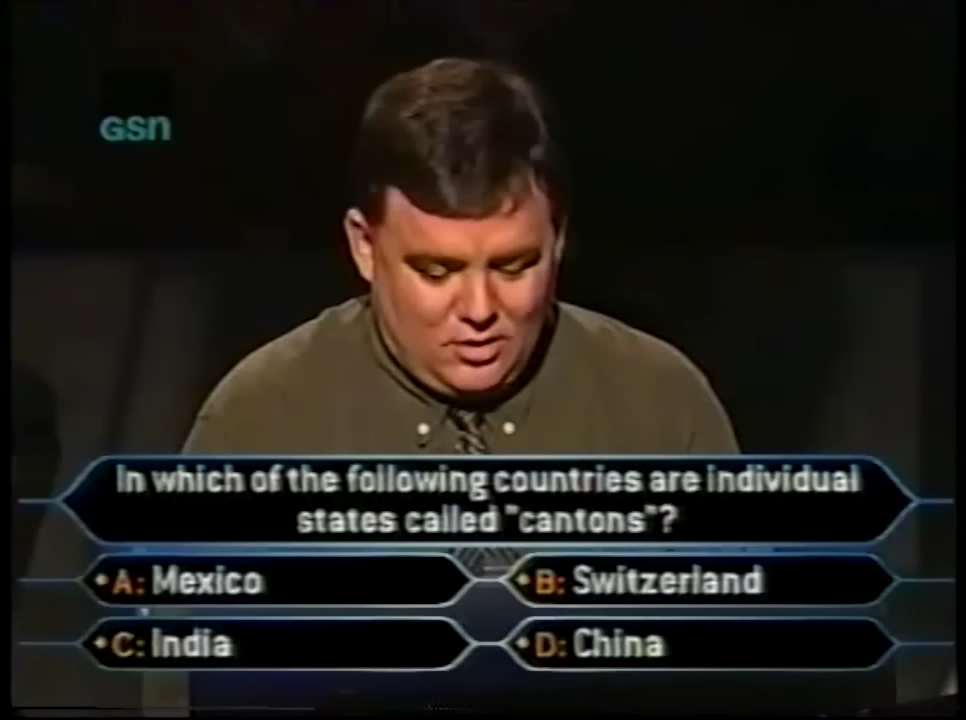 GSN
In which of the following countries are individual
states called "cantons"?
A: Mexico
B: Switzerland
C: India
D: China